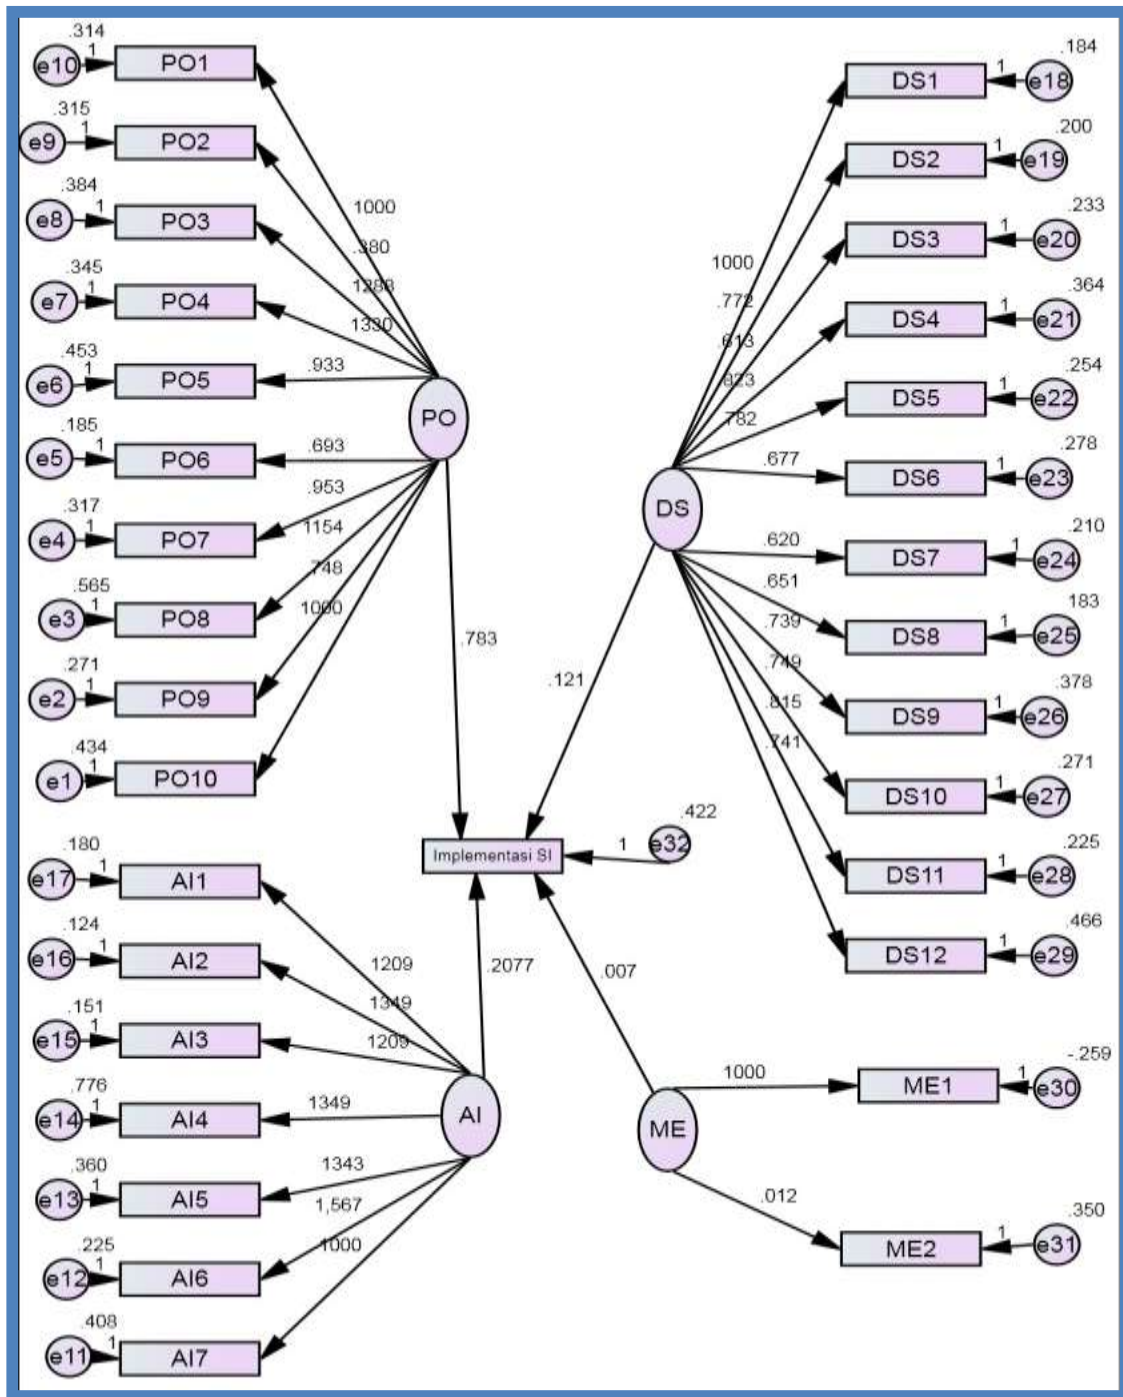 .314
e10 1 PO1
.315
e9 1 PO2
.384
e8 1 PO3
.345
e7 1 PO4
.453
e6 1 PO5
.185
e5 1 PO6
.317
e4 1 PO7
.565
e3 1 PO8
.271
e2 1 PO9
.434
e1 1 PO10
1000
.380
1288
1330
.933
.693
.953
1154
.748
1000
PO
.783
.184
DS1 1 e18
.200
DS2 1 e19
.233
DS3 1 e20
.364
DS4 1 e21
.254
DS5 1 e22
.278
DS6 1 e23
.210
DS7 1 e24
183
DS8 1 e25
.378
DS9 1 e26
.271
DS10 1 e27
.225
DS11 1 e28
.466
DS12 1 e29
1000
.772
.613
.823
.782
.677
DS
.620
.651
.739
.749
.815
.741
.121
Implementasi SI 1 e32
.422
.180
e17 1 AI1
.124
e16 1 AI2
.151
e15 1 AI3
.776
e14 1 AI4
.360
e13 1 AI5
.225
e12 1 AI6
.408
e11 1 AI7
1209
1349
1209
1349
1343
1,567
1000
AI
.2077
.007
ME
1000
.012
-.259
ME1 1 e30
.350
ME2 1 e31